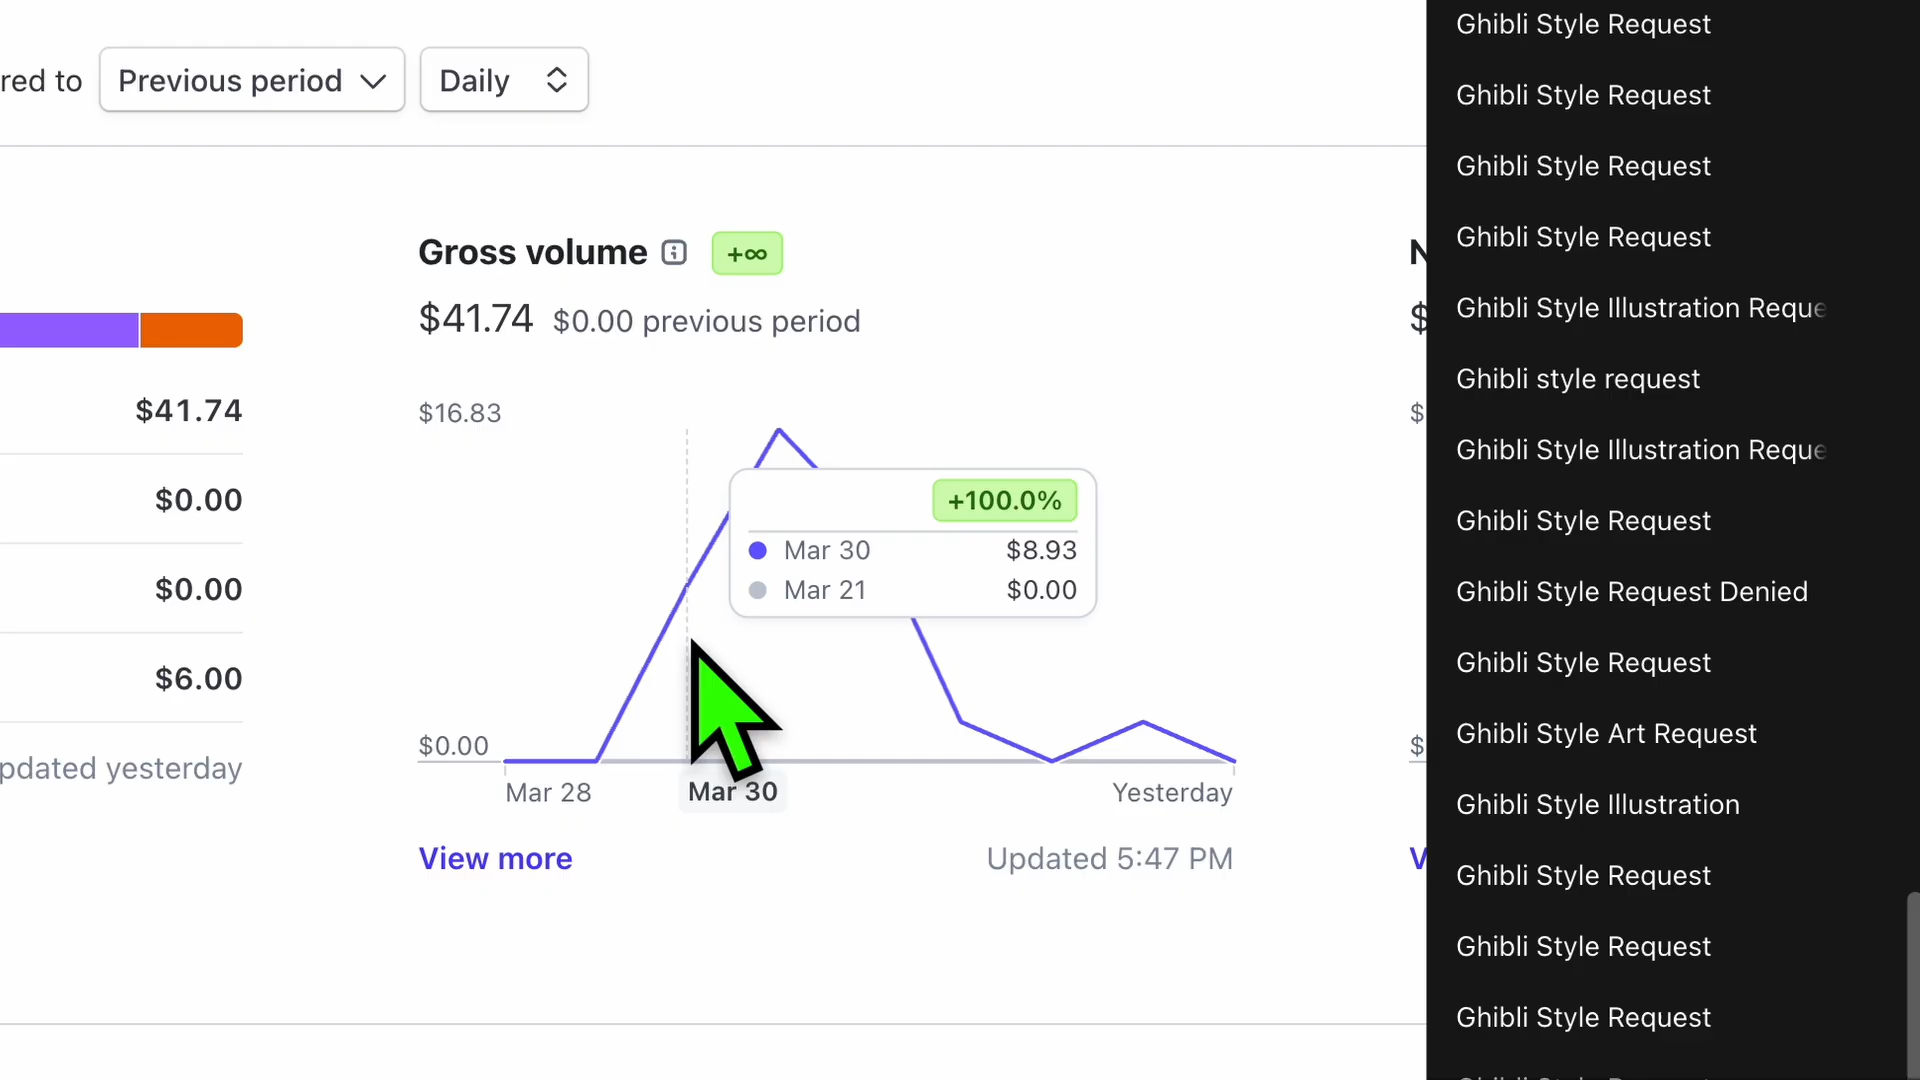 red to
Previous period
Daily
$41.74
$0.00
$0.00
$6.00
pdated yesterday
Gross volume
+∞
$41.74 $0.00 previous period
$16.83
+100.0%
Mar 30 $8.93
Mar 21 $0.00
$0.00
Mar 28 Mar 30 Yesterday
View more Updated 5:47 PM
$
$
$
Ghibli Style Request
Ghibli Style Request
Ghibli Style Request
Ghibli Style Request
Ghibli Style Illustration Reque
Ghibli style request
Ghibli Style Illustration Reque
Ghibli Style Request
Ghibli Style Request Denied
Ghibli Style Request
Ghibli Style Art Request
Ghibli Style Illustration
Ghibli Style Request
Ghibli Style Request
Ghibli Style Request